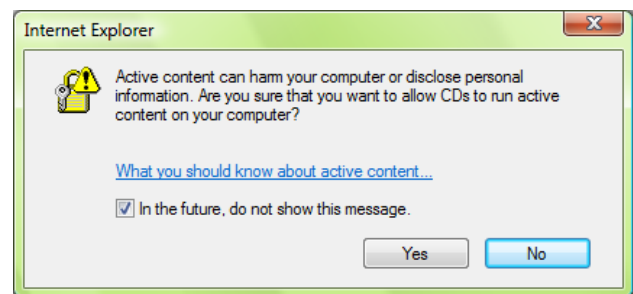 Internet Explorer
Active content can harm your computer or disclose personal
information. Are you sure that you want to allow CDs to run active
content on your computer?
What you should know about active content...
In the future, do not show this message.
Yes No